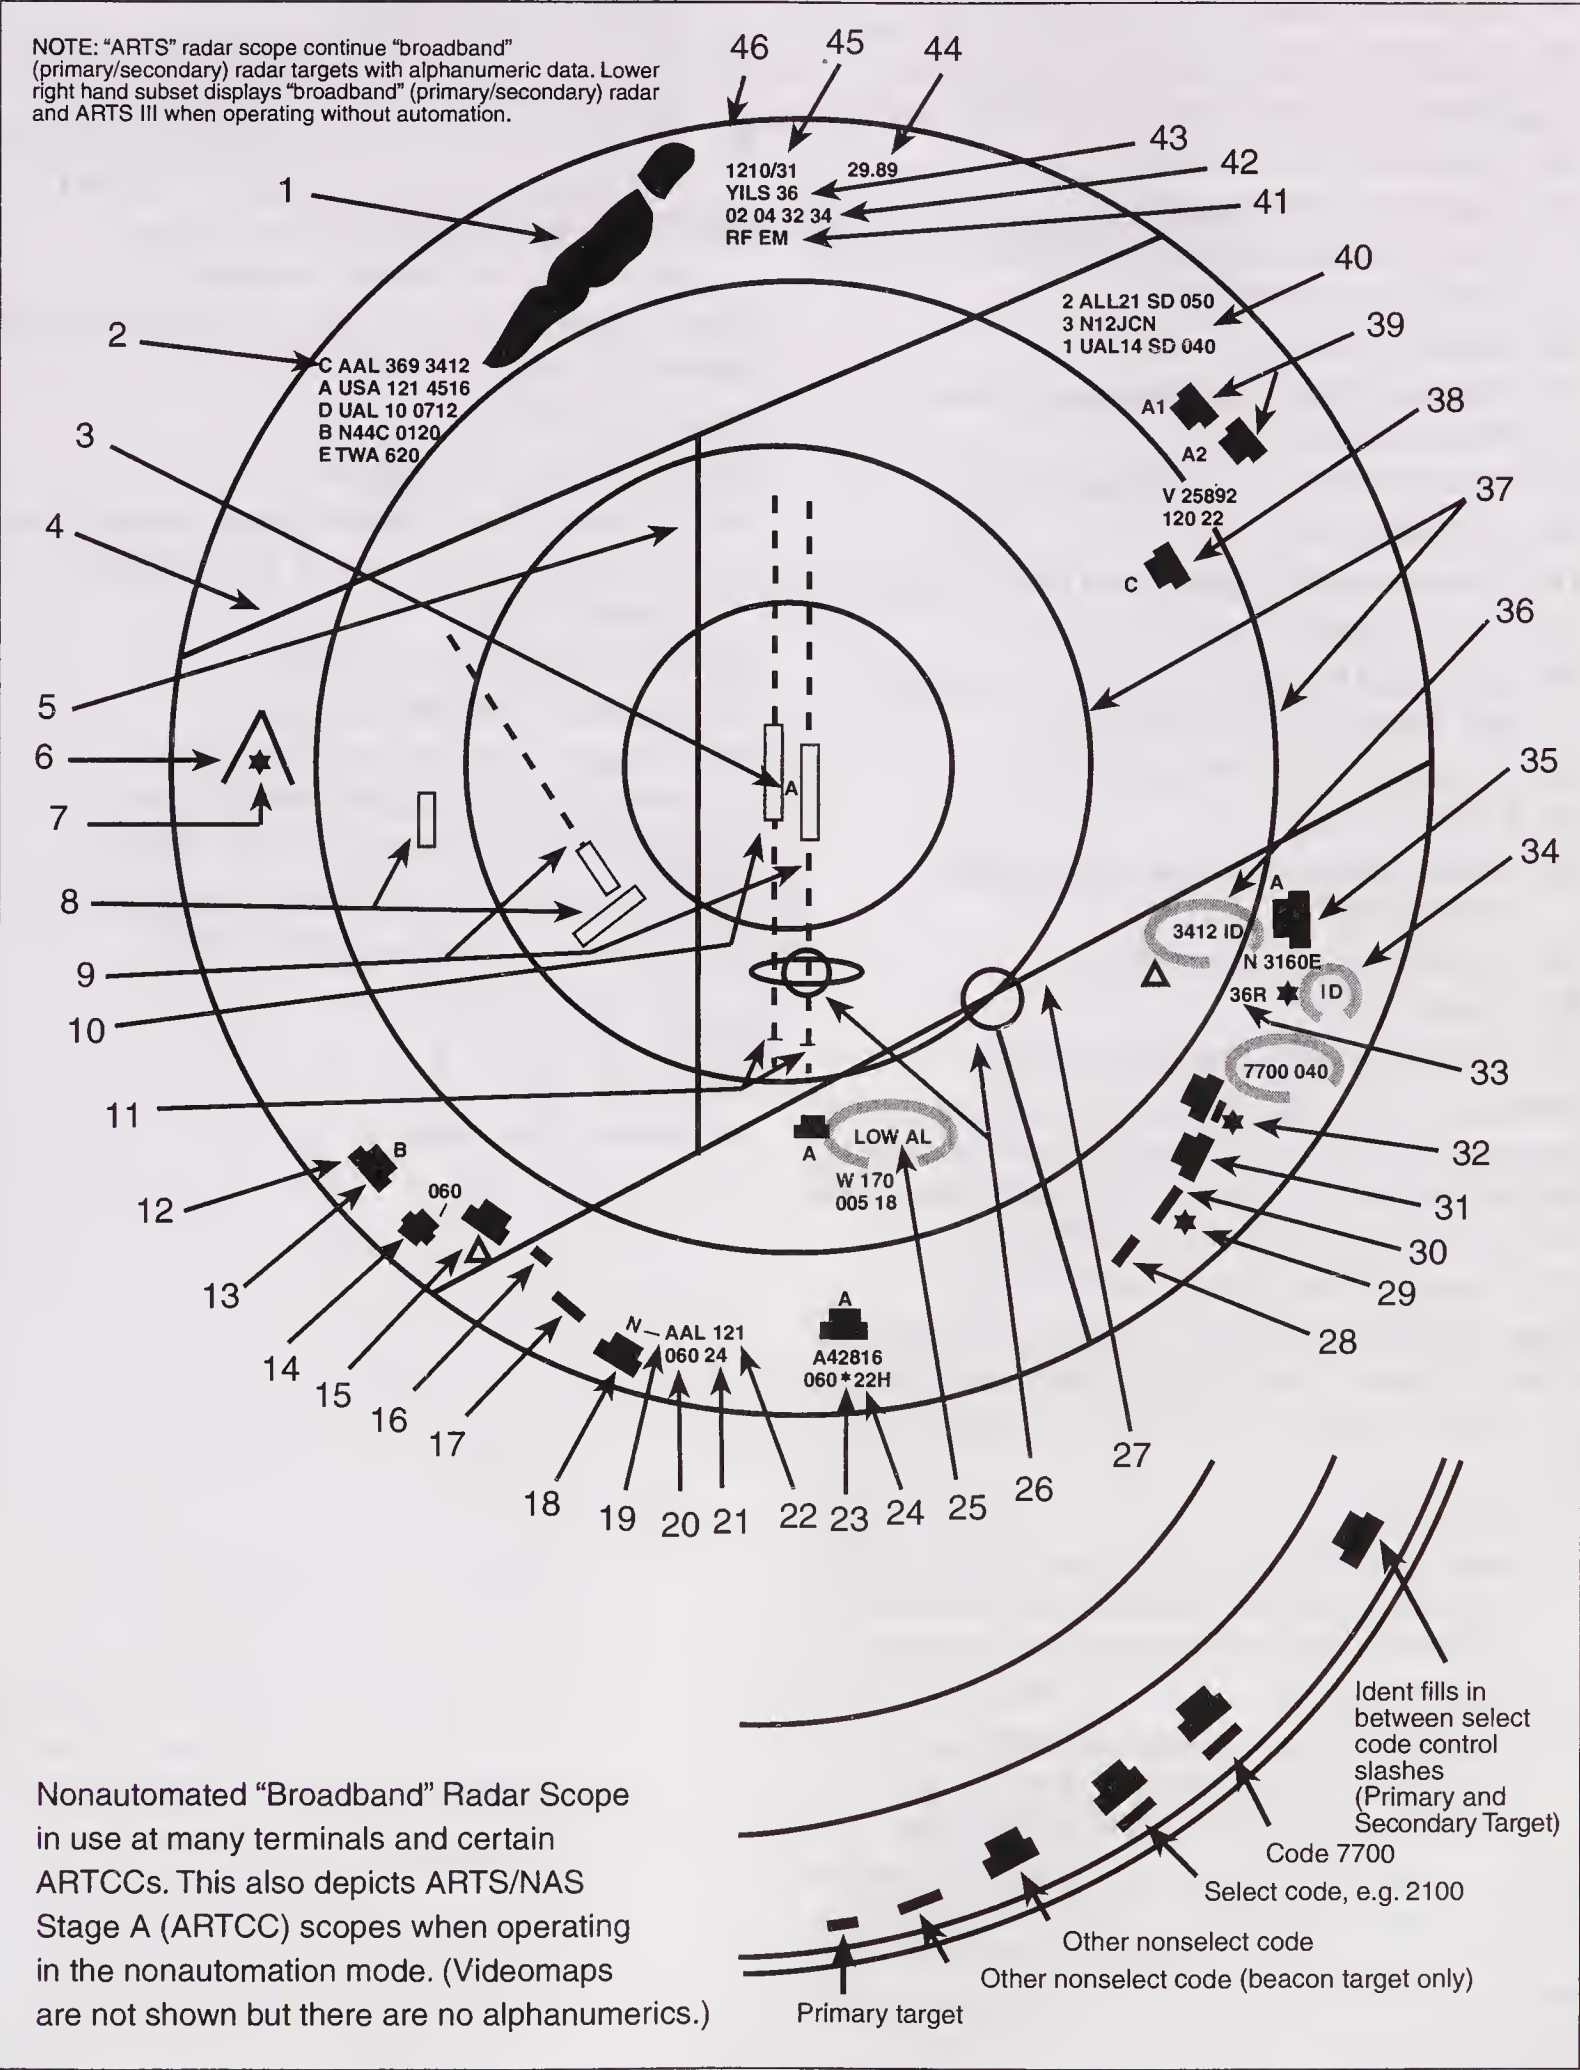 NOTE: “ARTS” radar scope continue “broadband”
(primary/secondary) radar targets with alphanumeric data. Lower
right hand subset displays “broadband” (primary/secondary) radar
and ARTS III when operating without automation.
46
45
44
43
42
41
40
39
38
37
36
35
34
33
32
31
30
29
28
27
26
25
24
23
22
21
20
19
18
17
16
15
14
13
12
11
10
9
8
7
6
5
4
3
2
1
1210/31 29.89
YILS 36
02 04 32 34
RF EM
2 ALL21 SD 050
3 N12JCN
1 UAL14 SD 040
C AAL 369 3412
A USA 121 4516
D UAL 10 0712
B N44C 0120
E TWA 620
A1
A2
V 25892
120 22
C
A
A
3412 ID
N 3160E
36R
ID
7700 040
LOW AL
A
W 170
005 18
B
060
N
AAL 121
060 24
A
A42816
060*22H
Ident fills in
between select
code control
slashes
(Primary and
Secondary Target)
Code 7700
Select code, e.g. 2100
Other nonselect code
Other nonselect code (beacon target only)
Primary target
Nonautomated “Broadband” Radar Scope
in use at many terminals and certain
ARTCCs. This also depicts ARTS/NAS
Stage A (ARTCC) scopes when operating
in the nonautomation mode. (Videomaps
are not shown but there are no alphanumerics.)